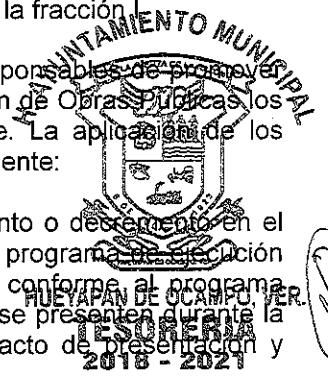 la fracción I
H. AYUNTAMIENTO MUNICIPAL
ponsables de promover
n de Obras Públicas los
e. La aplicación de los
ente:
nto o decremento en el
programa de ejecución
conforme al programa
HUEYAPAN DE OCAMPO, VER.
se presenten durante la
TESORERIA
acto de presentación y
2018 - 2021